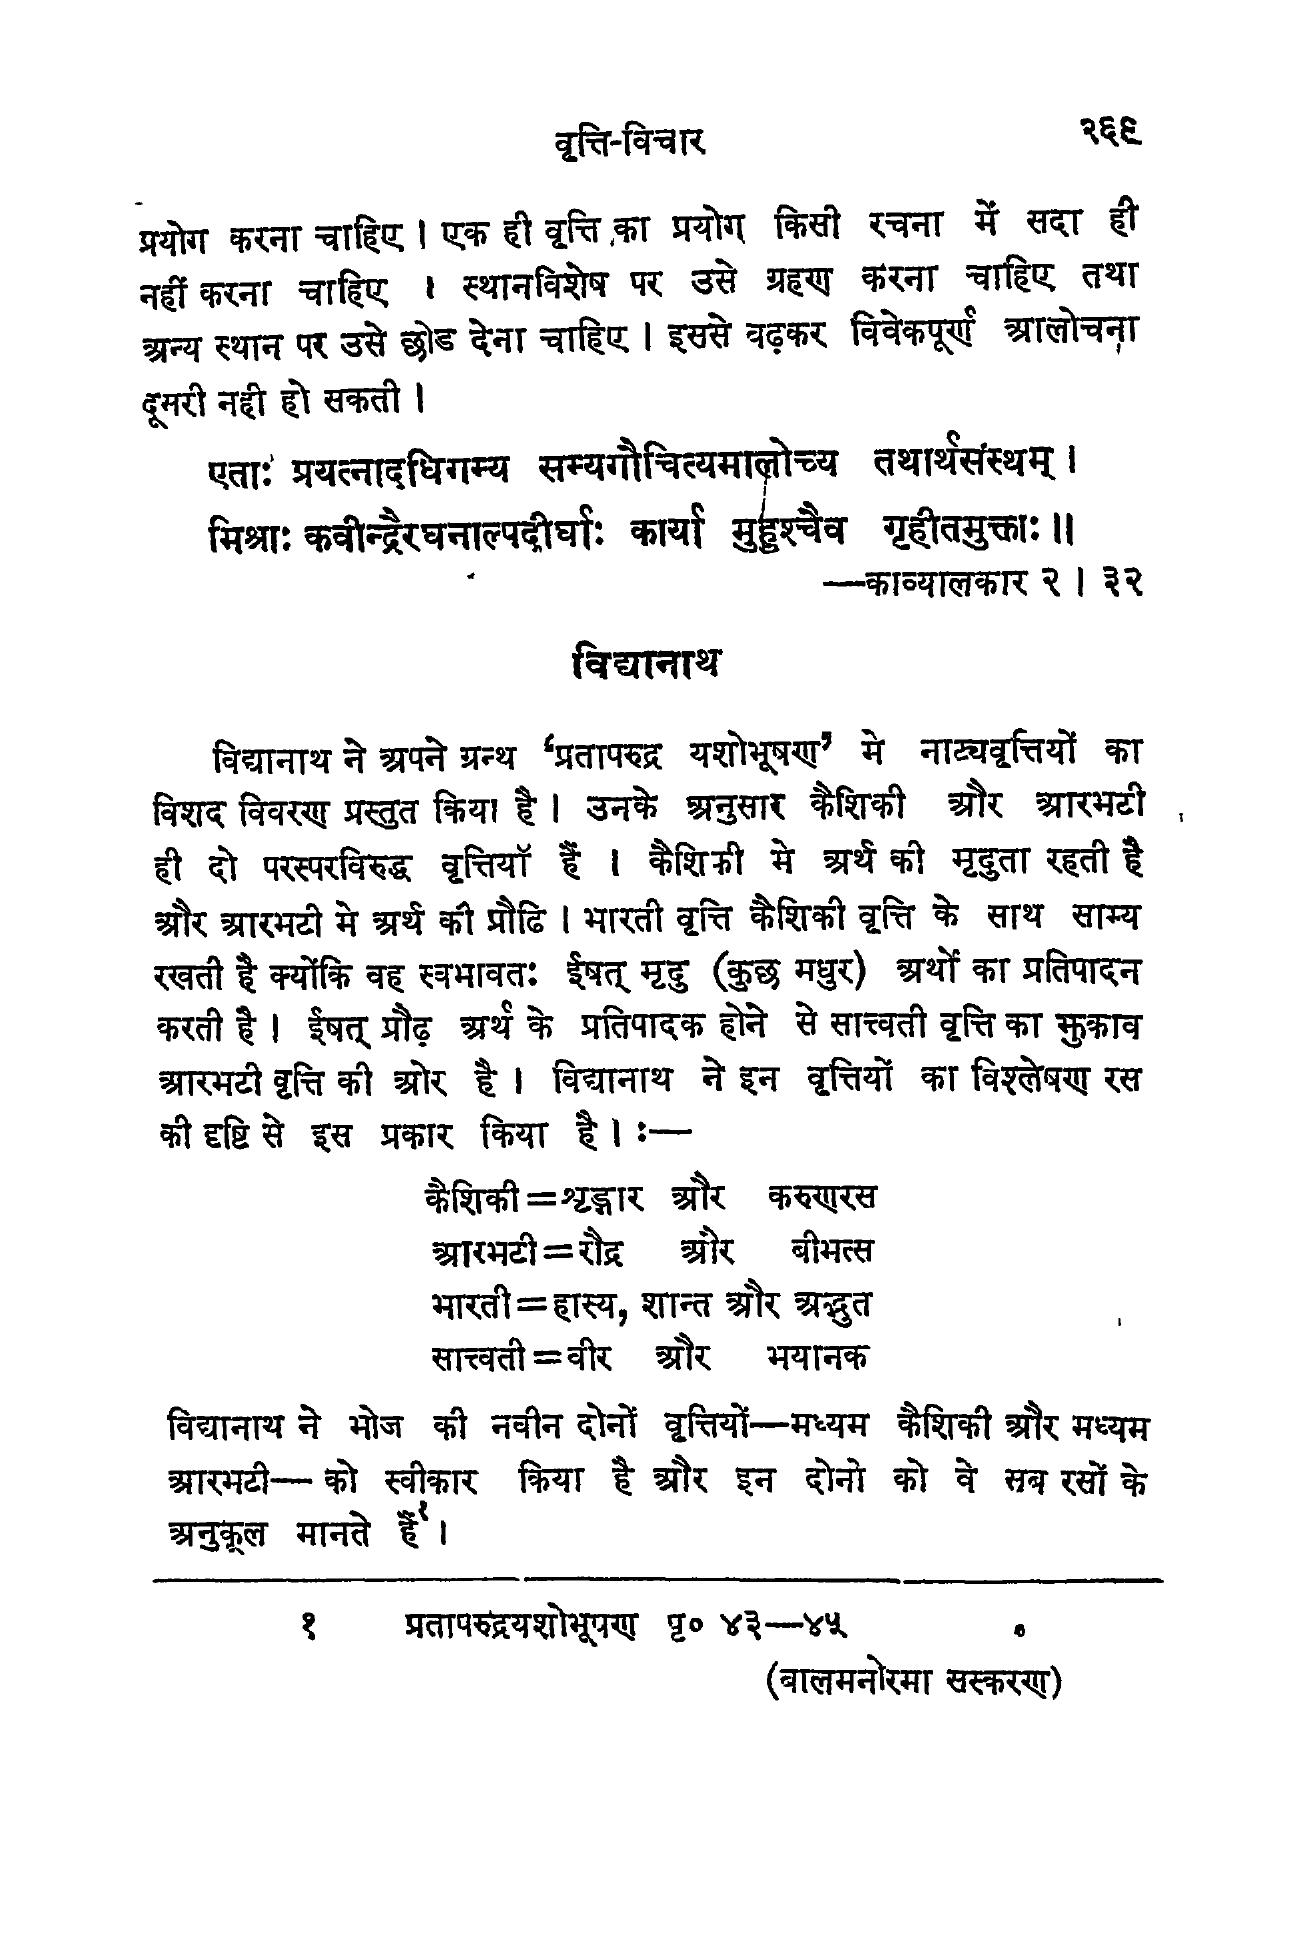 वृत्ति-विचार २६९
प्रयोग करना चाहिए । एक ही वृत्ति का प्रयोग किसी रचना में सदा ही
नहीं करना चाहिए । स्थानविशेष पर उसे ग्रहण करना चाहिए तथा
अन्य स्थान पर उसे छोड देना चाहिए । इससे वढ़कर विवेकपूर्ण आलोचना
दूमरी नही हो सकती ।
एताः प्रयत्नादधिगम्य सम्यगौचित्यमालोच्य तथार्थसंस्थम् ।
मिश्राः कवीन्द्रैरघनाल्पदीर्घाः कार्या मुहुश्चैव गृहीतमुक्ताः ॥
—काव्यालकार २ । ३२
विद्यानाथ
विद्यानाथ ने अपने ग्रन्थ ‘प्रतापरुद्र यशोभूषण’ मे नाट्यवृत्तियों का
विशद विवरण प्रस्तुत किया है । उनके अनुसार कैशिकी और आरभटी
ही दो परस्परविरुद्ध वृत्तियॉ हैं । कैशिकी मे अर्थ की मृदुता रहती है
और आरभटी मे अर्थ की प्रौढि । भारती वृत्ति कैशिकी वृत्ति के साथ साम्य
रखती है क्योंकि वह स्वभावतः ईषत् मृदु (कुछ मधुर) अर्थो का प्रतिपादन
करती है । ईषत् प्रौढ़ अर्थ के प्रतिपादक होने से सात्त्वती वृत्ति का झुकाव
आरभटी वृत्ति की ओर है । विद्यानाथ ने इन वृत्तियों का विश्लेषण रस
की दृष्टि से इस प्रकार किया है । :—
कैशिकी=शृङ्गार और करुणरस
आरभटी=रौद्र और बीभत्स
भारती=हास्य, शान्त और अद्भुत
सात्त्वती=वीर और भयानक
विद्यानाथ ने भोज की नवीन दोनों वृत्तियों—मध्यम कैशिकी और मध्यम
आरभटी— को स्वीकार किया है और इन दोनो को वे सब रसों के
अनुकूल मानते हैं१ ।
१ प्रतापरुद्रयशोभूषण पृ० ४३—४५
(बालमनोरमा सस्करण)